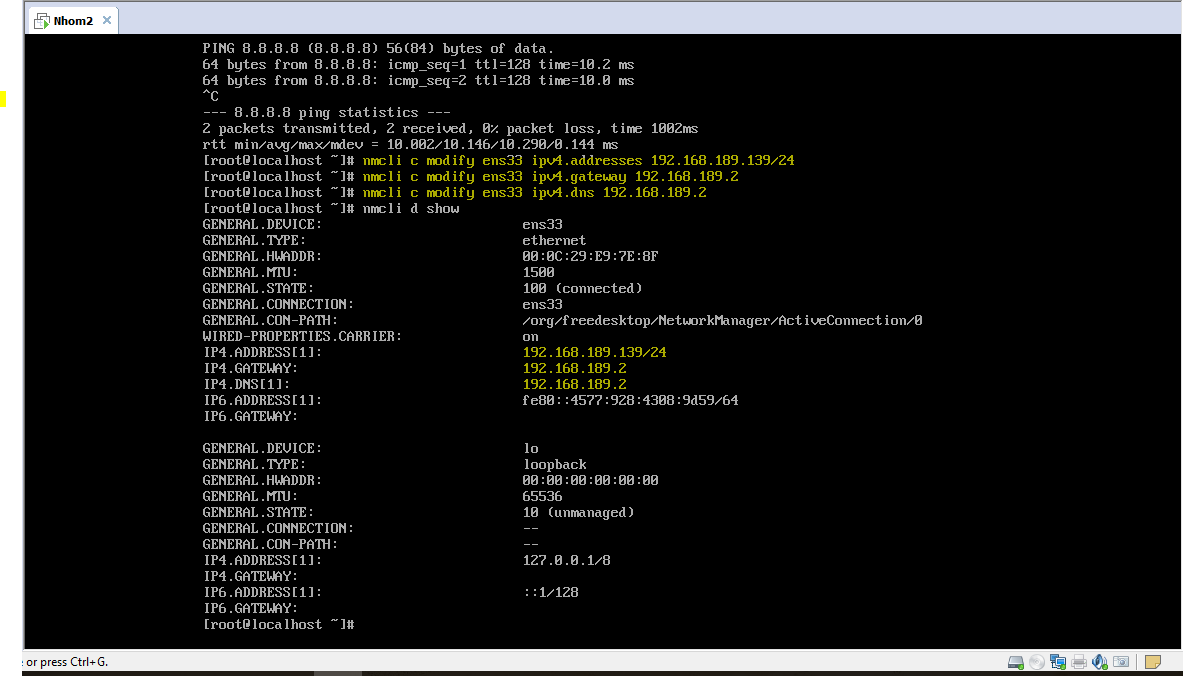 Nhom2 ×
PING 8.8.8.8 (8.8.8.8) 56(84) bytes of data.
64 bytes from 8.8.8.8: icmp_seq=1 ttl=128 time=10.2 ms
64 bytes from 8.8.8.8: icmp_seq=2 ttl=128 time=10.0 ms
^C
--- 8.8.8.8 ping statistics ---
2 packets transmitted, 2 received, 0% packet loss, time 1002ms
rtt min/avg/max/mdev = 10.002/10.146/10.290/0.144 ms
[root@localhost ~]# nmcli c modify ens33 ipv4.addresses 192.168.189.139/24
[root@localhost ~]# nmcli c modify ens33 ipv4.gateway 192.168.189.2
[root@localhost ~]# nmcli c modify ens33 ipv4.dns 192.168.189.2
[root@localhost ~]# nmcli d show
GENERAL.DEVICE: ens33
GENERAL.TYPE: ethernet
GENERAL.HWADDR: 00:0C:29:E9:7E:8F
GENERAL.MTU: 1500
GENERAL.STATE: 100 (connected)
GENERAL.CONNECTION: ens33
GENERAL.CON-PATH: /org/freedesktop/NetworkManager/ActiveConnection/0
WIRED-PROPERTIES.CARRIER: on
IP4.ADDRESS[1]: 192.168.189.139/24
IP4.GATEWAY: 192.168.189.2
IP4.DNS[1]: 192.168.189.2
IP6.ADDRESS[1]: fe80::4577:928:4308:9d59/64
IP6.GATEWAY:
GENERAL.DEVICE: lo
GENERAL.TYPE: loopback
GENERAL.HWADDR: 00:00:00:00:00:00
GENERAL.MTU: 65536
GENERAL.STATE: 10 (unmanaged)
GENERAL.CONNECTION: --
GENERAL.CON-PATH: --
IP4.ADDRESS[1]: 127.0.0.1/8
IP4.GATEWAY:
IP6.ADDRESS[1]: ::1/128
IP6.GATEWAY:
[root@localhost ~]#
or press Ctrl+G.